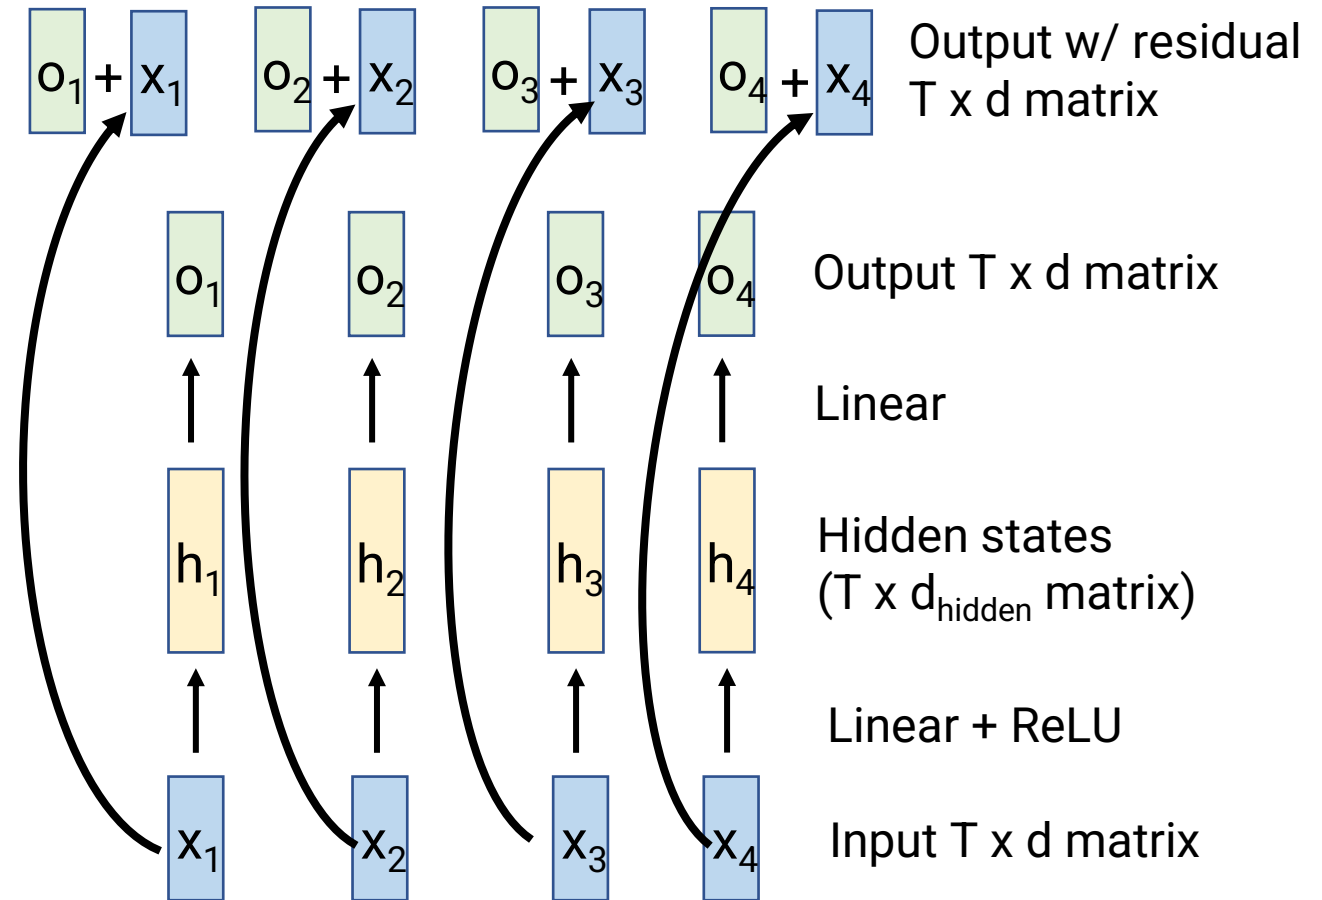 o₁ + x₁ o₂ + x₂ o₃ + x₃ o₄ + x₄
Output w/ residual
T x d matrix
o₁ o₂ o₃ o₄
Output T x d matrix
Linear
h₁ h₂ h₃ h₄
Hidden states
(T x d_hidden matrix)
Linear + ReLU
x₁ x₂ x₃ x₄
Input T x d matrix